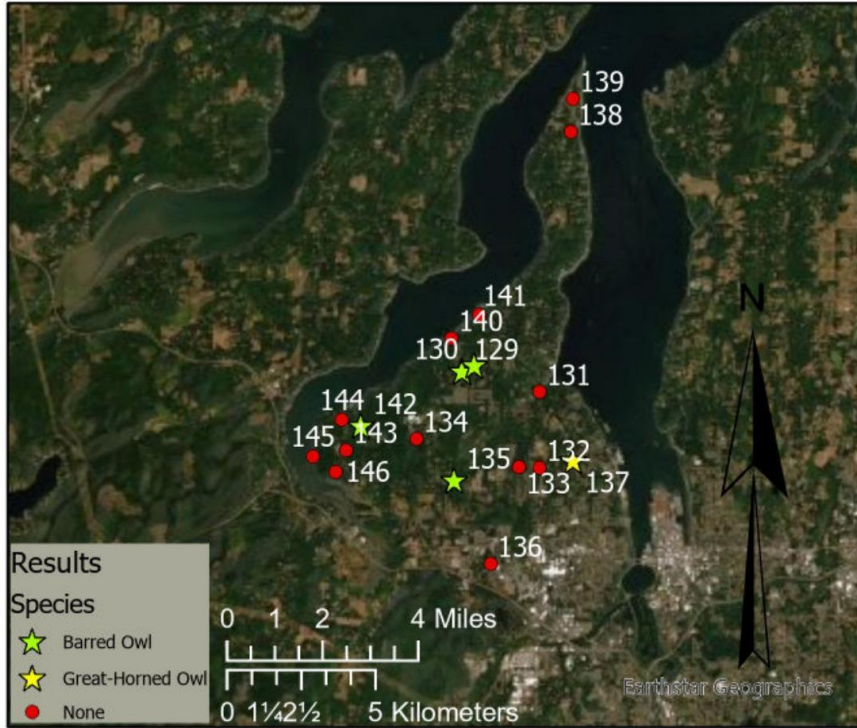 139
138
141
140
130
129
131
144
142
134
145
143
146
135
132
133
137
136
N
Results
Species
Barred Owl
Great-Horned Owl
None
0 1 2 4 Miles
0 1¼2½ 5 Kilometers
Earthstar Geographics